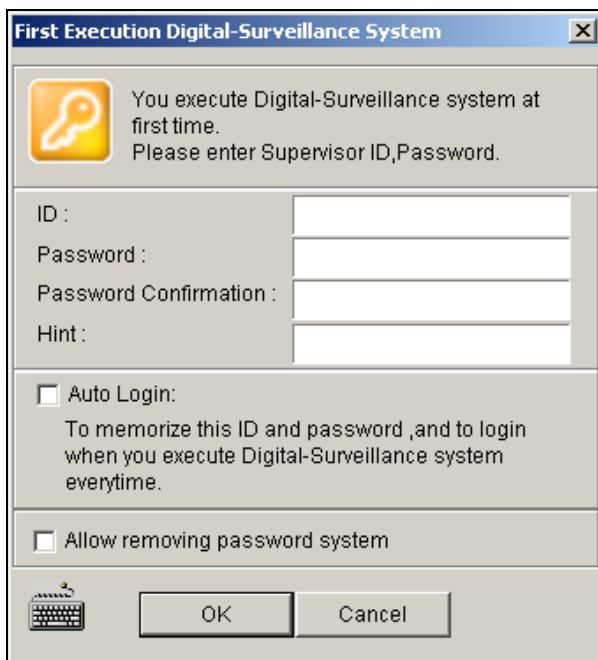 First Execution Digital-Surveillance System
You execute Digital-Surveillance system at
first time.
Please enter Supervisor ID,Password.
ID :
Password :
Password Confirmation :
Hint :
Auto Login:
To memorize this ID and password ,and to login
when you execute Digital-Surveillance system
everytime.
Allow removing password system
OK
Cancel